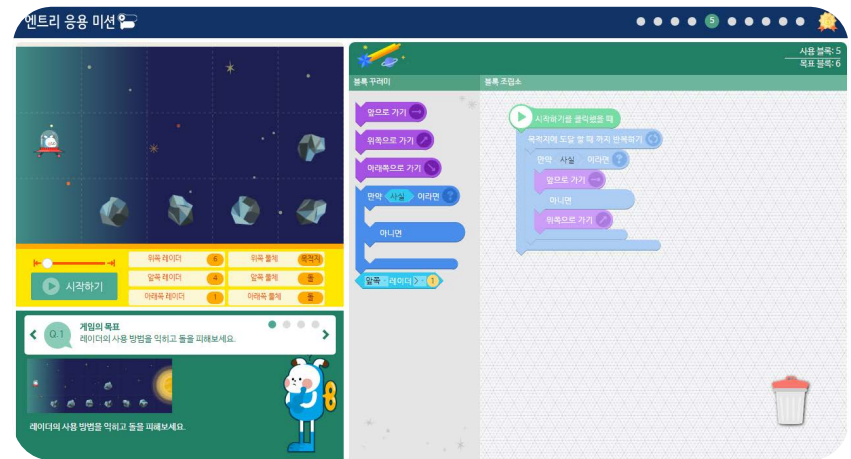 엔트리 응용 미션
5
사용 블록: 5
목표 블록: 6
블록 꾸러미
블록 조립소
앞으로 가기
위쪽으로 가기
아래쪽으로 가기
만약 사실 이라면 ?
아니면
앞쪽 레이더 > 1
시작하기를 클릭했을 때
목적지에 도달 할 때 까지 반복하기
만약 사실 이라면 ?
앞으로 가기
아니면
위쪽으로 가기
시작하기
위쪽 레이더 6 위쪽 물체 목적지
앞쪽 레이더 4 앞쪽 물체 돌
아래쪽 레이더 1 아래쪽 물체 돌
Q.1
게임의 목표
레이더의 사용 방법을 익히고 돌을 피해보세요.
레이더의 사용 방법을 익히고 돌을 피해보세요.